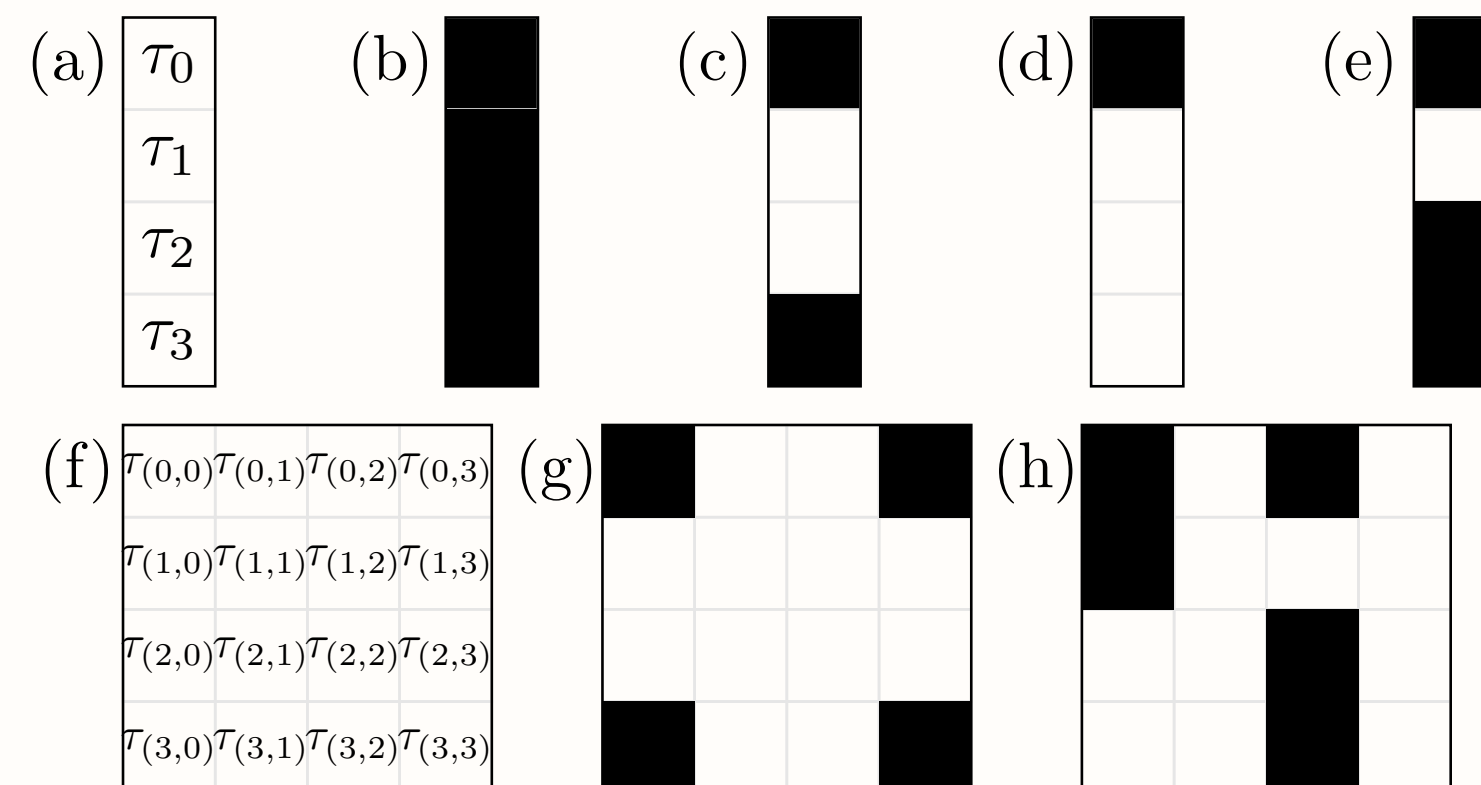 (a) τ0 (b) (c) (d) (e)
τ1
τ2
τ3
(f) τ(0,0) τ(0,1) τ(0,2) τ(0,3) (g) (h)
τ(1,0) τ(1,1) τ(1,2) τ(1,3)
τ(2,0) τ(2,1) τ(2,2) τ(2,3)
τ(3,0) τ(3,1) τ(3,2) τ(3,3)